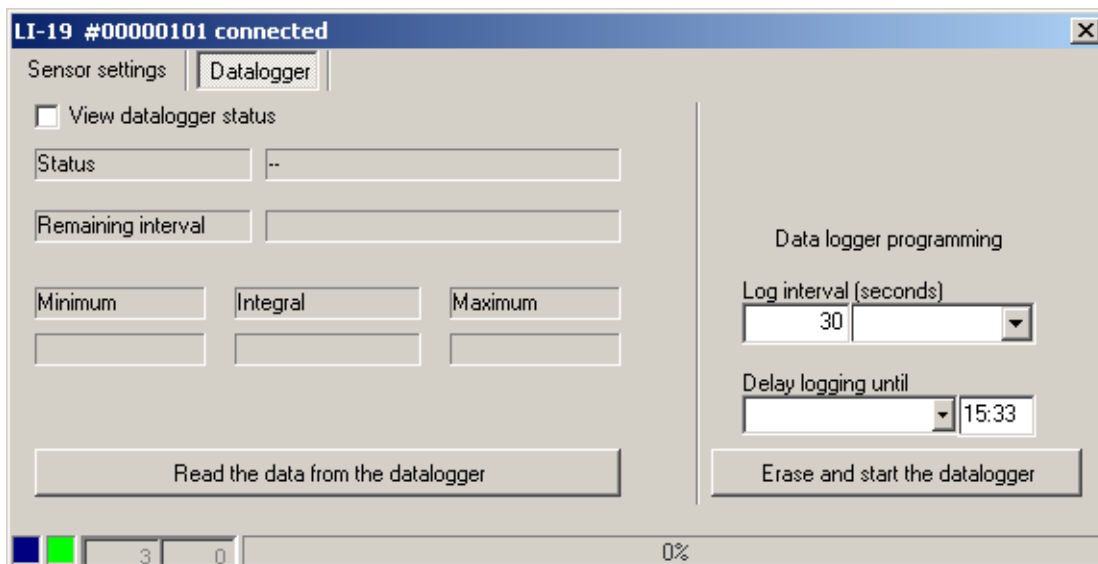 LI-19 #00000101 connected
Sensor settings
Datalogger
View datalogger status
Status
--
Remaining interval
Minimum
Integral
Maximum
Read the data from the datalogger
Data logger programming
Log interval (seconds)
30
Delay logging until
15:33
Erase and start the datalogger
3
0
0%